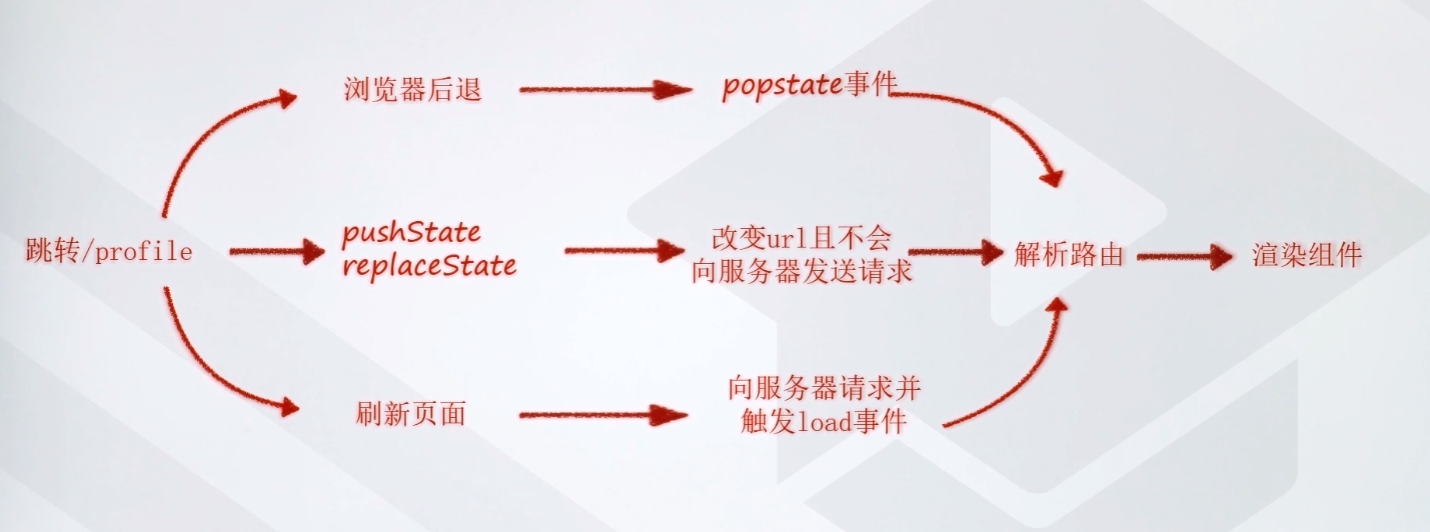 浏览器后退
popstate事件
跳转/profile
pushState
replaceState
改变url且不会
向服务器发送请求
解析路由
渲染组件
刷新页面
向服务器请求并
触发load事件